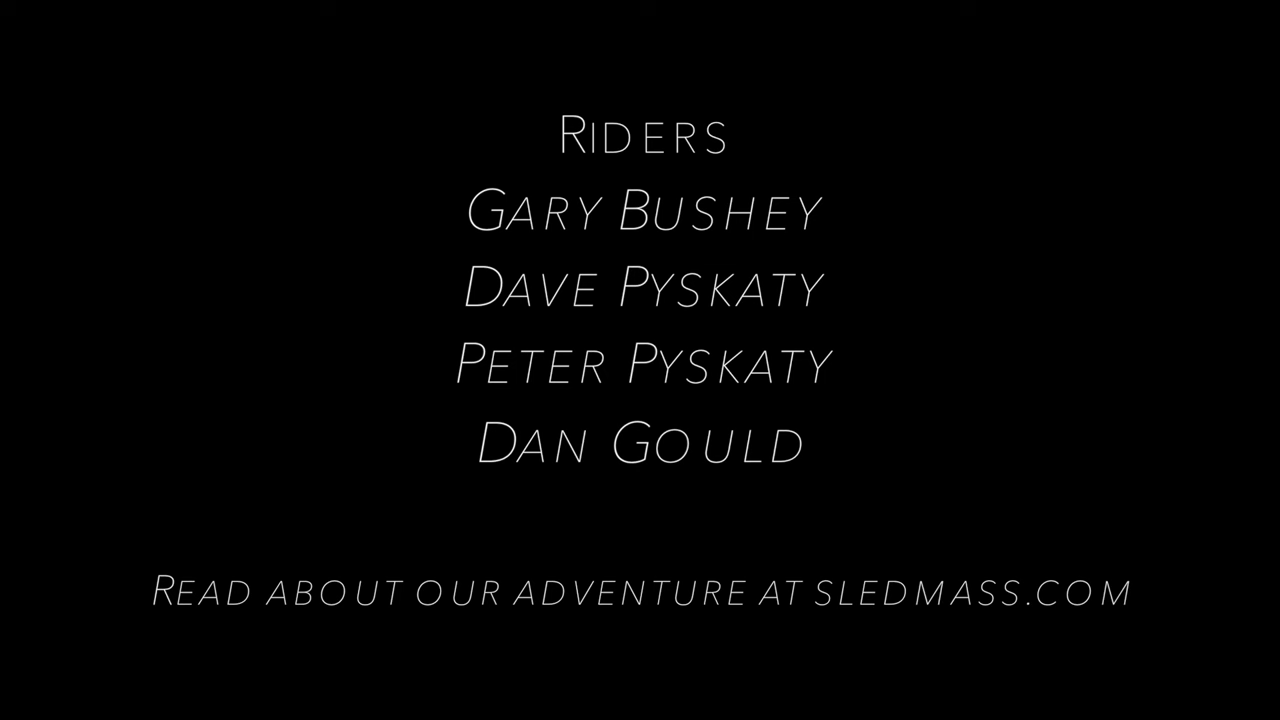 RIDERS
GARY BUSHEY
DAVE PYSKATY
PETER PYSKATY
DAN GOULD
READ ABOUT OUR ADVENTURE AT SLEDMASS.COM